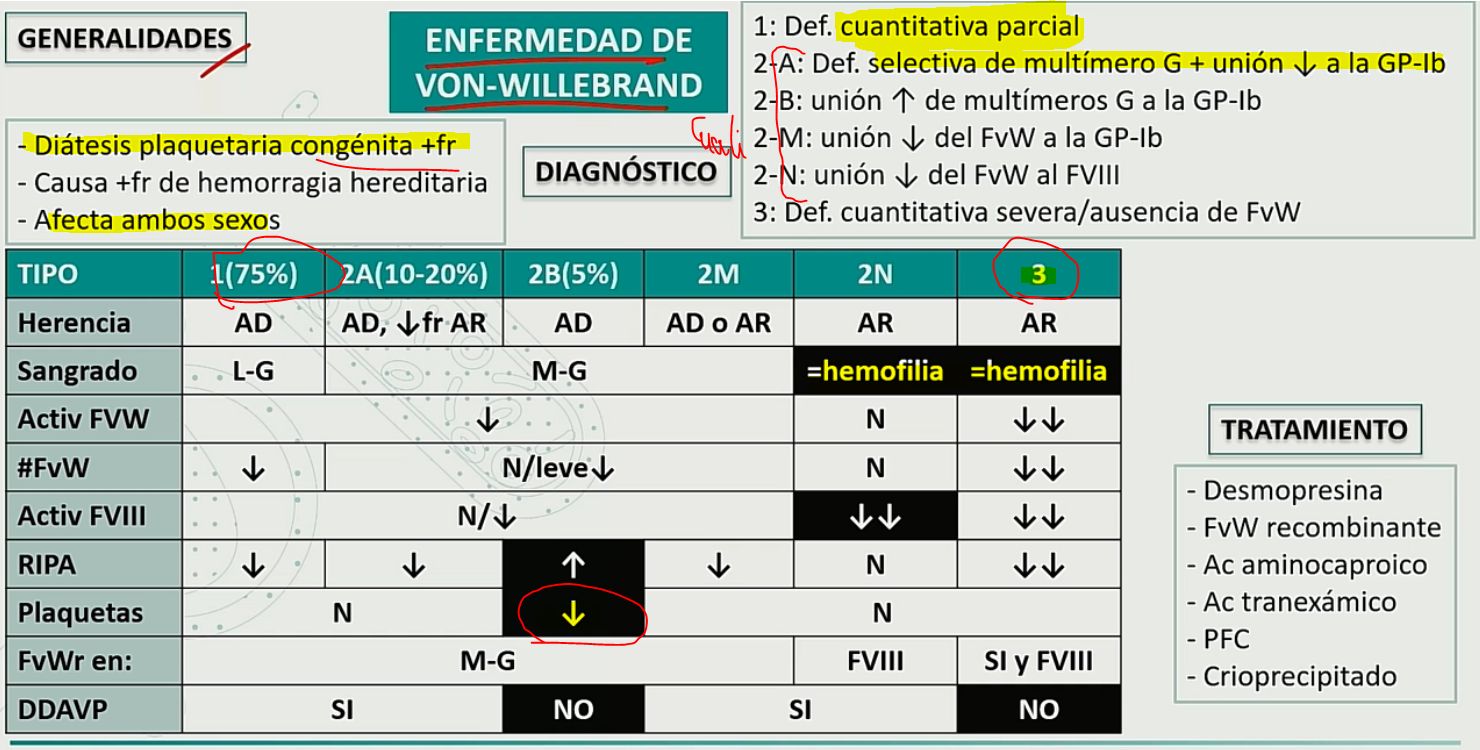 GENERALIDADES
ENFERMEDAD DE
VON-WILLEBRAND
1: Def. cuantitativa parcial
2-A: Def. selectiva de multímero G + unión ↓ a la GP-Ib
2-B: unión ↑ de multímeros G a la GP-Ib
2-M: unión ↓ del FvW a la GP-Ib
2-N: unión ↓ del FvW al FVIII
3: Def. cuantitativa severa/ausencia de FvW
- Diátesis plaquetaria congénita +fr
- Causa +fr de hemorragia hereditaria
- Afecta ambos sexos
DIAGNÓSTICO
TIPO 1(75%) 2A(10-20%) 2B(5%) 2M 2N 3
Herencia AD AD, ↓fr AR AD AD o AR AR AR
Sangrado L-G M-G =hemofilia =hemofilia
Activ FVW ↓ N ↓↓
#FvW ↓ N/leve↓ N ↓↓
Activ FVIII N/↓ ↓↓ ↓↓
RIPA ↓ ↓ ↑ ↓ N ↓↓
Plaquetas N ↓ N
FvWr en: M-G FVIII SI y FVIII
DDAVP SI NO SI NO
TRATAMIENTO
- Desmopresina
- FvW recombinante
- Ac aminocaproico
- Ac tranexámico
- PFC
- Crioprecipitado